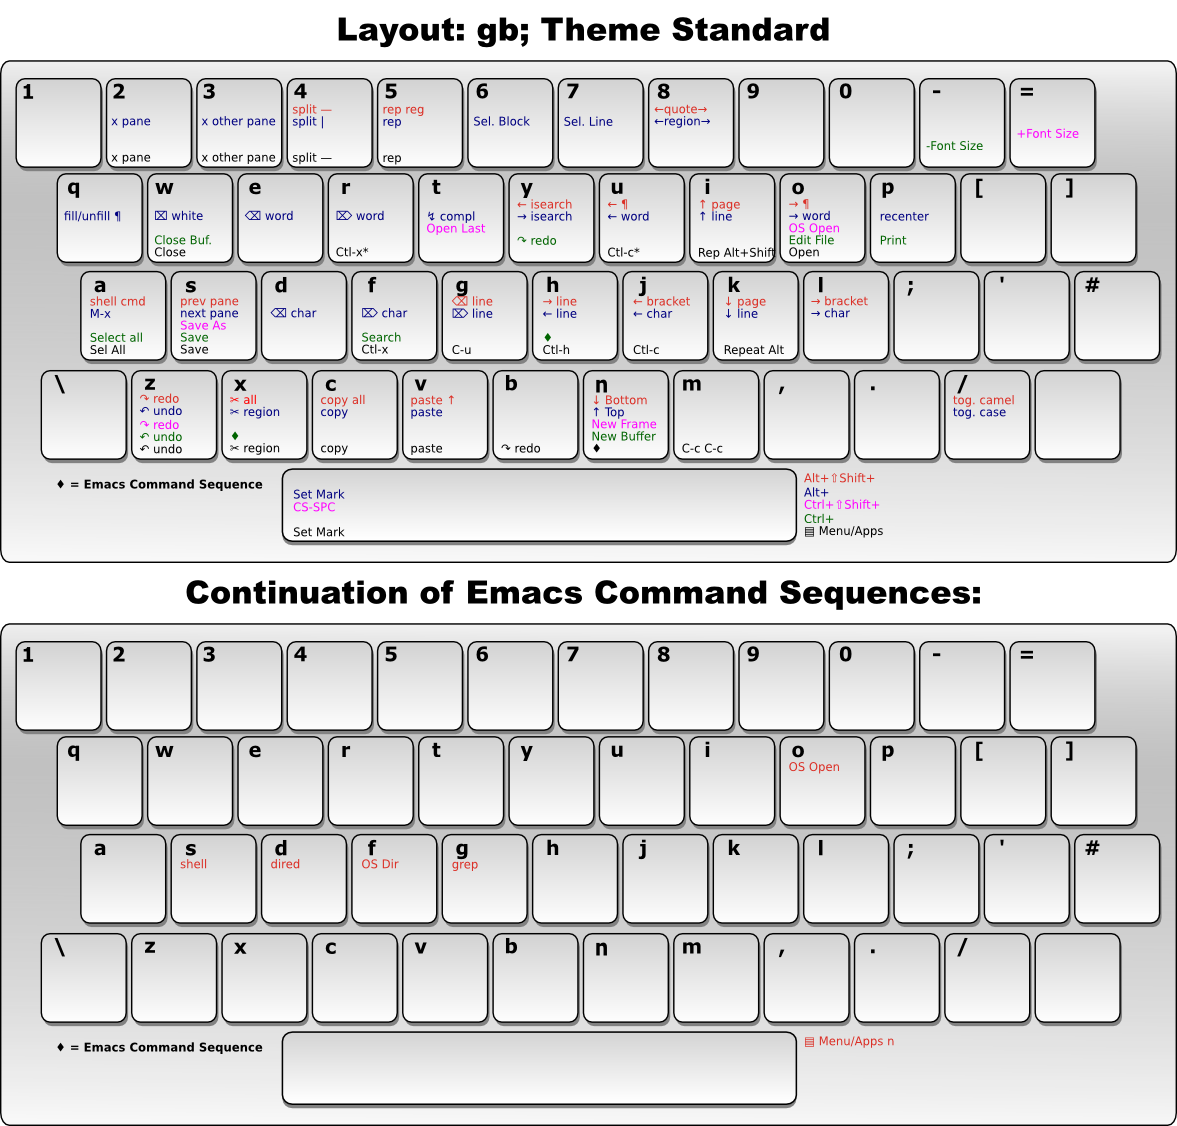 Layout: gb; Theme Standard
1 2 3 4 5 6 7 8 9 0 - =
split — rep reg ←quote→
x pane x other pane split | rep Sel. Block Sel. Line ←region→
+Font Size
-Font Size
x pane x other pane split — rep
q w e r t y u i o p [ ]
← isearch ← ¶ ↑ page → ¶
fill/unfill ¶ ⌧ white ⌫ word ⌦ word ↯ compl → isearch ← word ↑ line → word recenter
Open Last OS Open
Close Buf. ↷ redo Edit File Print
Close Ctl-x* Ctl-c* Rep Alt+Shift Open
a s d f g h j k l ; ' #
shell cmd prev pane ⌫ line → line ← bracket ↓ page → bracket
M-x next pane ⌫ char ⌦ char ⌦ line ← line ← char ↓ line → char
Save As
Select all Save Search ♦
Sel All Save Ctl-x C-u Ctl-h Ctl-c Repeat Alt
\ z x c v b n m , . /
↷ redo ✂ all copy all paste ↑ ↓ Bottom tog. camel
↶ undo ✂ region copy paste ↑ Top tog. case
↷ redo New Frame
↶ undo ♦ New Buffer
↶ undo ✂ region copy paste ↷ redo ♦ C-c C-c
♦ = Emacs Command Sequence
Set Mark
CS-SPC
Set Mark
Alt+⇧Shift+
Alt+
Ctrl+⇧Shift+
Ctrl+
▤ Menu/Apps
Continuation of Emacs Command Sequences:
1 2 3 4 5 6 7 8 9 0 - =
q w e r t y u i o p [ ]
OS Open
a s d f g h j k l ; ' #
shell dired OS Dir grep
\ z x c v b n m , . /
♦ = Emacs Command Sequence
▤ Menu/Apps n